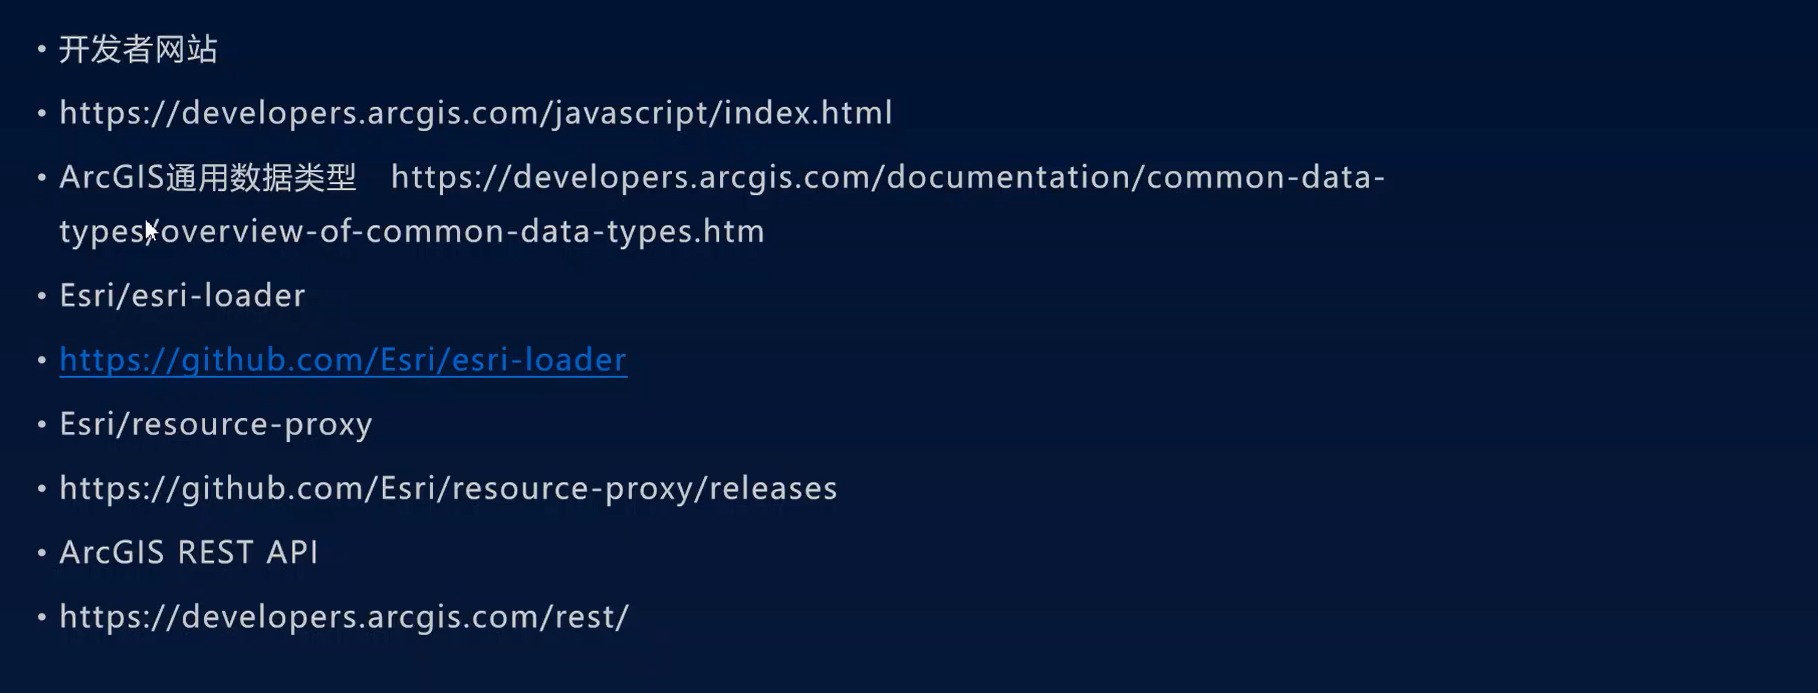 • 开发者网站
• https://developers.arcgis.com/javascript/index.html
• ArcGIS通用数据类型 https://developers.arcgis.com/documentation/common-data-
types/overview-of-common-data-types.htm
• Esri/esri-loader
• https://github.com/Esri/esri-loader
• Esri/resource-proxy
• https://github.com/Esri/resource-proxy/releases
• ArcGIS REST API
• https://developers.arcgis.com/rest/